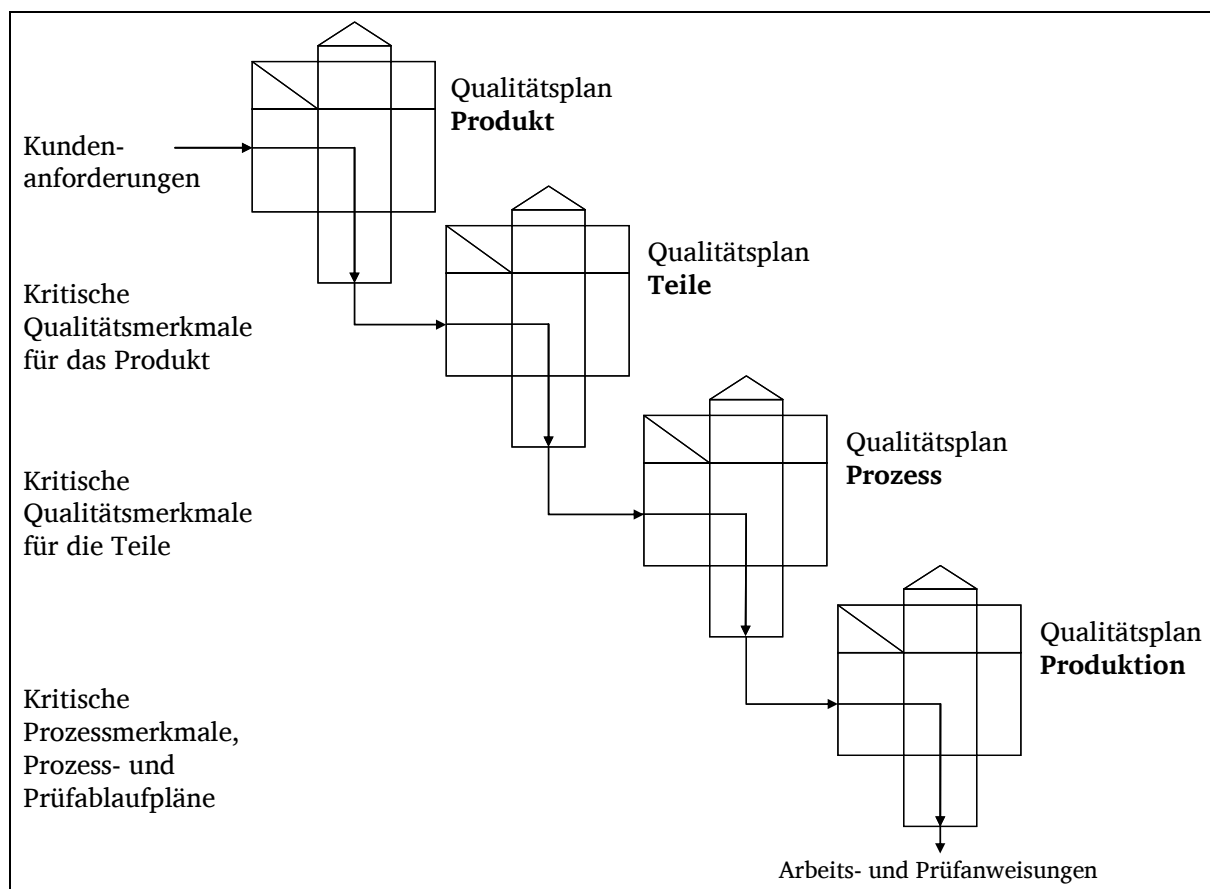 Qualitätsplan
Produkt
Kunden-
anforderungen
Qualitätsplan
Teile
Kritische
Qualitätsmerkmale
für das Produkt
Qualitätsplan
Prozess
Kritische
Qualitätsmerkmale
für die Teile
Qualitätsplan
Produktion
Kritische
Prozessmerkmale,
Prozess- und
Prüfablaufpläne
Arbeits- und Prüfanweisungen